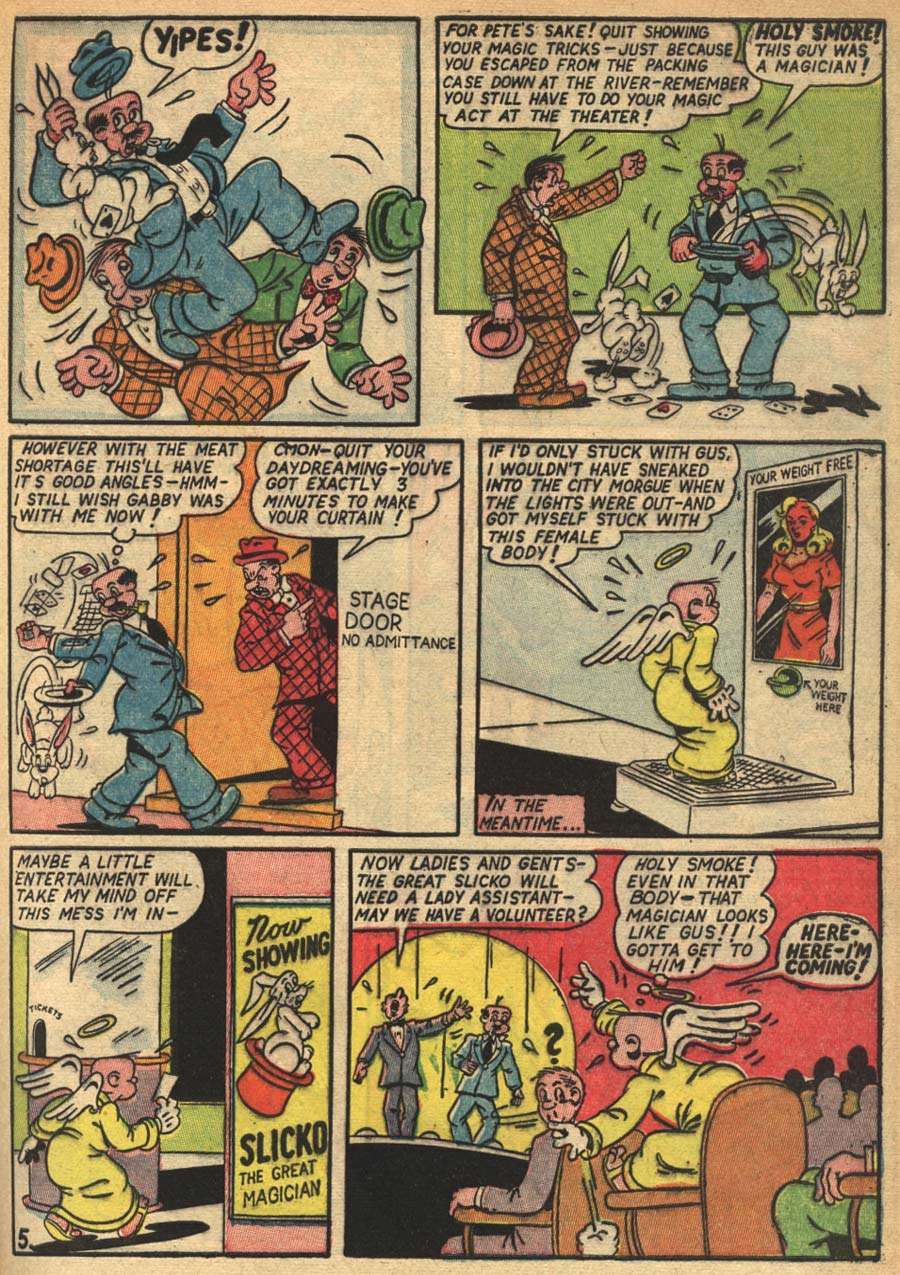 YIPES!
FOR PETE'S SAKE! QUIT SHOWING
YOUR MAGIC TRICKS—JUST BECAUSE
YOU ESCAPED FROM THE PACKING
CASE DOWN AT THE RIVER—REMEMBER
YOU STILL HAVE TO DO YOUR MAGIC
ACT AT THE THEATER!
HOLY SMOKE!
THIS GUY WAS
A MAGICIAN!
HOWEVER WITH THE MEAT
SHORTAGE THIS'LL HAVE
IT'S GOOD ANGLES—HMM—
I STILL WISH GABBY WAS
WITH ME NOW!
C'MON—QUIT YOUR
DAYDREAMING—YOU'VE
GOT EXACTLY 3
MINUTES TO MAKE
YOUR CURTAIN!
STAGE
DOOR
NO ADMITTANCE
IF I'D ONLY STUCK WITH GUS,
I WOULDN'T HAVE SNEAKED
INTO THE CITY MORGUE WHEN
THE LIGHTS WERE OUT—AND
GOT MYSELF STUCK WITH
THIS FEMALE
BODY!
YOUR WEIGHT FREE
YOUR
WEIGHT
HERE
IN THE
MEANTIME...
MAYBE A LITTLE
ENTERTAINMENT WILL
TAKE MY MIND OFF
THIS MESS I'M IN—
TICKETS
Now
SHOWING
SLICKO
THE GREAT
MAGICIAN
NOW LADIES AND GENTS—
THE GREAT SLICKO WILL
NEED A LADY ASSISTANT—
MAY WE HAVE A VOLUNTEER?
?
HOLY SMOKE!
EVEN IN THAT
BODY—THAT
MAGICIAN LOOKS
LIKE GUS!! I
GOTTA GET TO
HIM!
HERE—
HERE—I'M
COMING!
5